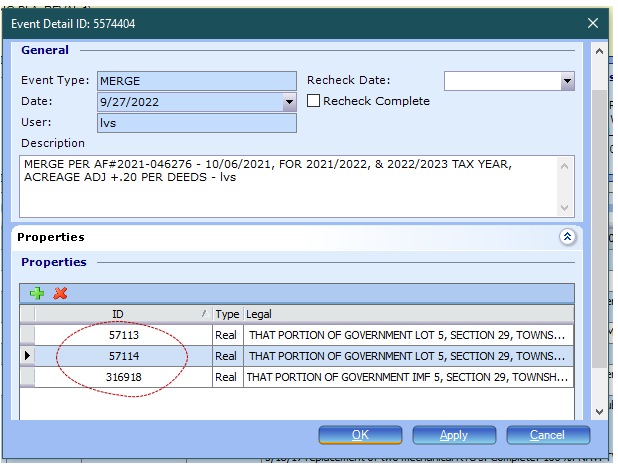 Event Detail ID: 5574404
General
Event Type: MERGE
Recheck Date:
Date: 9/27/2022
Recheck Complete
User: lvs
Description
MERGE PER AF#2021-046276 - 10/06/2021, FOR 2021/2022, & 2022/2023 TAX YEAR,
ACREAGE ADJ +.20 PER DEEDS - lvs
Properties
Properties
ID / Type Legal
57113 Real THAT PORTION OF GOVERNMENT LOT 5, SECTION 29, TOWNS...
57114 Real THAT PORTION OF GOVERNMENT LOT 5, SECTION 29, TOWNS...
316918 Real THAT PORTION OF GOVERNMENT IMF 5, SECTION 29, TOWNSH...
OK Apply Cancel